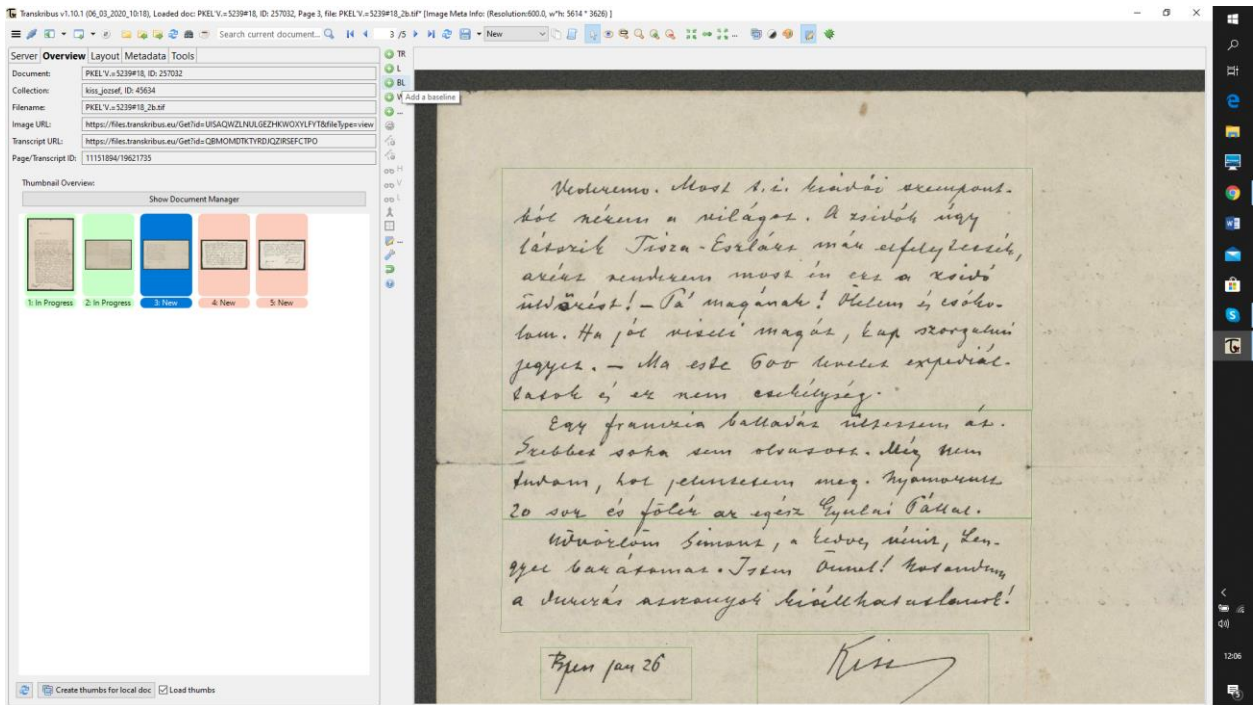 Transkribus v1.10.1 (06_03_2020_10:18), Loaded doc: PKEL'V.=5239#18, ID: 257032, Page 3, file: PKEL'V.=5239#18_2b.tif* [Image Meta Info: (Resolution:600.0, w*h: 5614 * 3626) ]
Search current document... 3 /5 New
Server Overview Layout Metadata Tools
Document: PKEL'V.=5239#18, ID: 257032
Collection: kiss_jozsef, ID: 45634
Filename: PKEL'V.=5239#18_2b.tif
Image URL: https://files.transkribus.eu/Get?id=UISAQWZLNULGEZHKWOXYLFYT&fileType=view
Transcript URL: https://files.transkribus.eu/Get?id=QBMOMDTKTYRDJQZIRSEFCTPO
Page/Transcript ID: 11151894/19621735
Thumbnail Overview:
Show Document Manager
1: In Progress 2: In Progress 3: New 4: New 5: New
Create thumbs for local doc Load thumbs
TR
L
BL
Add a baseline
H
V
L
Vederemo. Most t. i. kiadói szempont-
ból nézem a világot. A zsidók úgy
látszik Tisza-Eszlárt már elfelejtették,
azért rendezem most én ezt a zsidó
üldözést! – Pá magának! Ölelem és csóko-
lom. Ha jól viseli magát, kap szorgalmi
jegyet. – Ma este 600 levelet expediál-
tatok és ez nem csekélység.
Egy franczia balladát ültettem át.
Szebbet soha sem olvasott. Még nem
tudom, hol jelentetem meg. Nyomorult
20 sor és fölér az egész Gyulai Pállal.
Üdvözlöm Simont, a kedves nénit, Len-
gyel barátomat. Isten Önnel!
a asszonyok kiállhatatlanok!
Bpen jan 26
Kiss
12:06